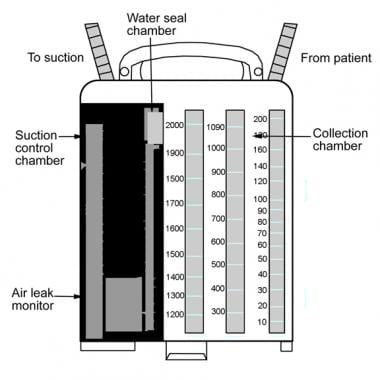 Water seal
chamber
To suction
From patient
Suction
control
chamber
Collection
chamber
Air leak
monitor
2000
1900
1700
1600
1500
1400
1300
1200
1090
1000
900
800
700
600
500
400
300
200
180
160
140
120
100
90
80
70
60
50
40
30
20
10